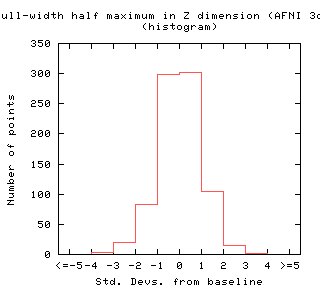 ull-width half maximum in Z dimension (AFNI 3d
(histogram)
350
300
250
200
150
100
50
0
Number of points
<=-5 -4 -3 -2 -1 0 1 2 3 4 >=5
Std. Devs. from baseline